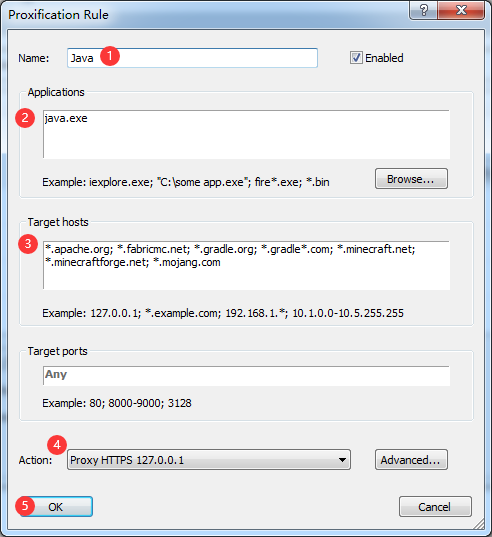 Proxification Rule
Name: Java 1 Enabled
Applications
2 java.exe
Example: iexplore.exe; "C:\some app.exe"; fire*.exe; *.bin
Browse...
Target hosts
3 *.apache.org; *.fabricmc.net; *.gradle.org; *.gradle*.com; *.minecraft.net;
*.minecraftforge.net; *.mojang.com
Example: 127.0.0.1; *.example.com; 192.168.1.*; 10.1.0.0-10.5.255.255
Target ports
Any
Example: 80; 8000-9000; 3128
4
Action: Proxy HTTPS 127.0.0.1 Advanced...
5 OK Cancel